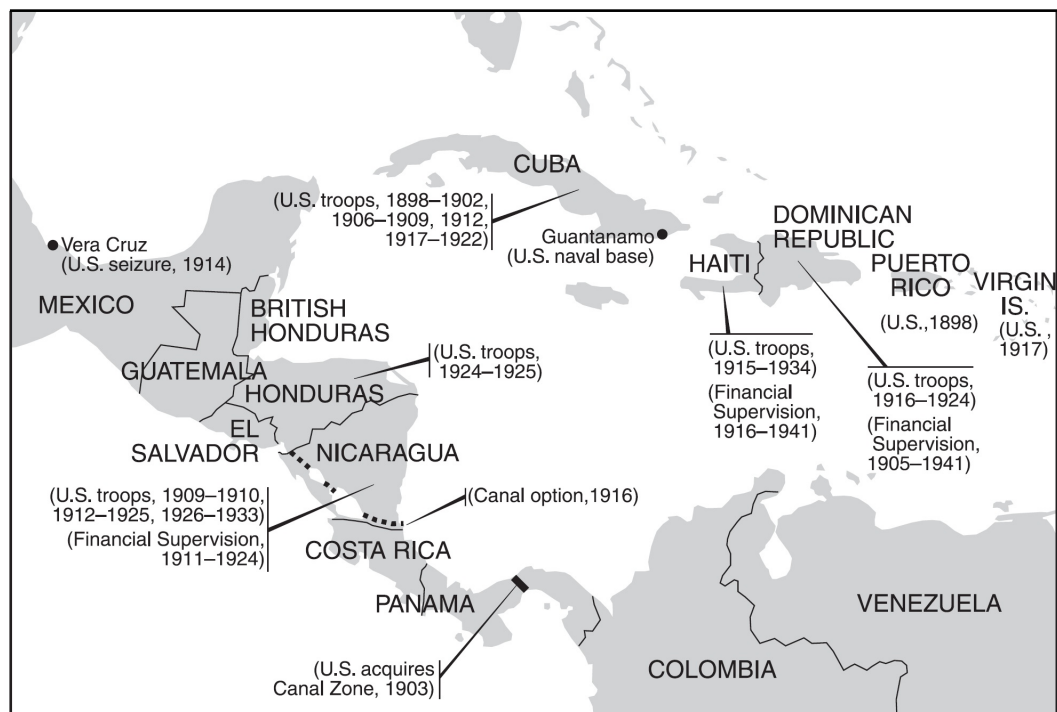 CUBA
(U.S. troops, 1898–1902,
1906–1909, 1912,
1917–1922)
Guantanamo
(U.S. naval base)
DOMINICAN
REPUBLIC
HAITI
PUERTO
RICO
(U.S.,1898)
VIRGIN
IS.
(U.S. ,
1917)
Vera Cruz
(U.S. seizure, 1914)
MEXICO
BRITISH
HONDURAS
GUATEMALA
HONDURAS
(U.S. troops,
1924–1925)
(U.S. troops,
1915–1934)
(Financial
Supervision,
1916–1941)
(U.S. troops,
1916–1924)
(Financial
Supervision,
1905–1941)
EL
SALVADOR
NICARAGUA
(U.S. troops, 1909–1910,
1912–1925, 1926–1933)
(Financial Supervision,
1911–1924)
(Canal option,1916)
COSTA RICA
PANAMA
(U.S. acquires
Canal Zone, 1903)
VENEZUELA
COLOMBIA